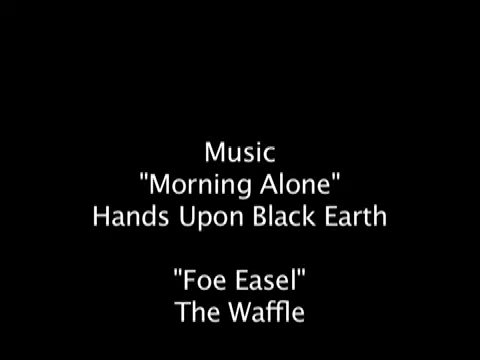 Music
"Morning Alone"
Hands Upon Black Earth
"Foe Easel"
The Waffle